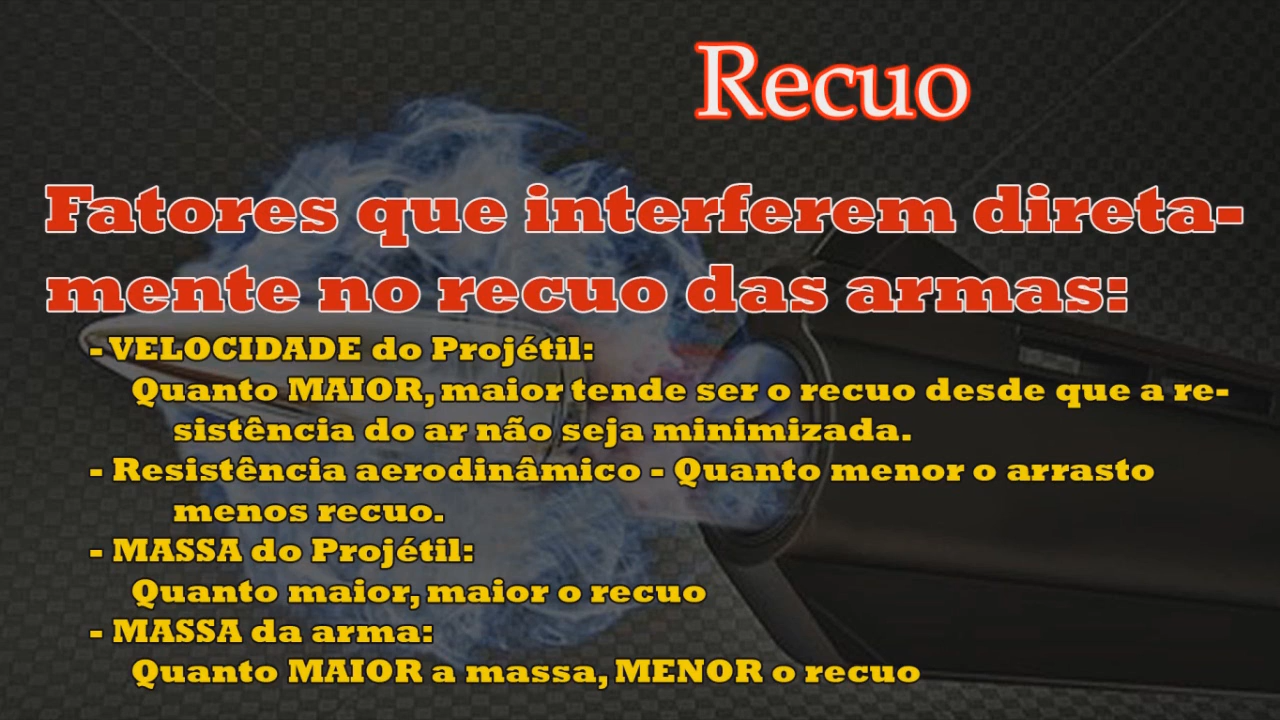 Recuo
Fatores que interferem direta-
mente no recuo das armas:
- VELOCIDADE do Projétil:
Quanto MAIOR, maior tende ser o recuo desde que a re-
sistência do ar não seja minimizada.
- Resistência aerodinâmico - Quanto menor o arrasto
menos recuo.
- MASSA do Projétil:
Quanto maior, maior o recuo
- MASSA da arma:
Quanto MAIOR a massa, MENOR o recuo